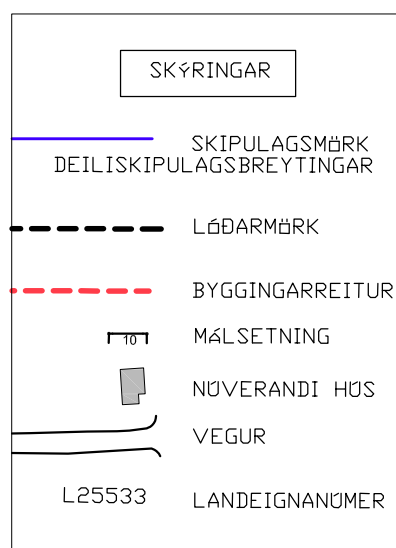 SKÝRINGAR
SKIPULAGSMÖRK
DEILISKIPULAGSBREYTINGAR
LÓÐARMÖRK
BYGGINGARREITUR
10
MÁLSETNING
NÚVERANDI HÚS
VEGUR
L25533
LANDEIGNANÚMER